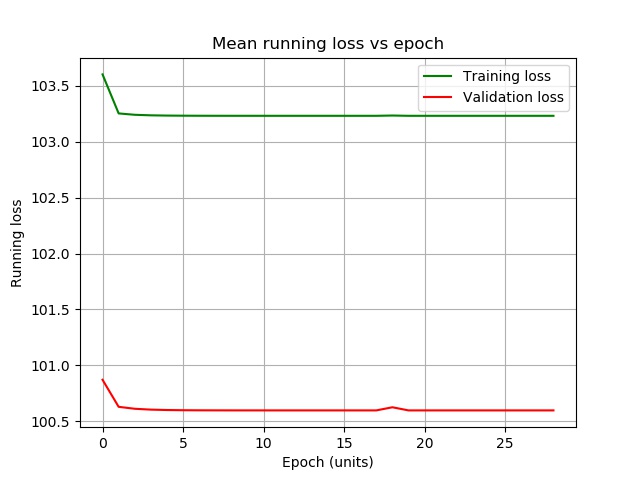 Mean running loss vs epoch
Training loss
Validation loss
103.5
103.0
102.5
102.0
101.5
101.0
100.5
Running loss
0 5 10 15 20 25
Epoch (units)